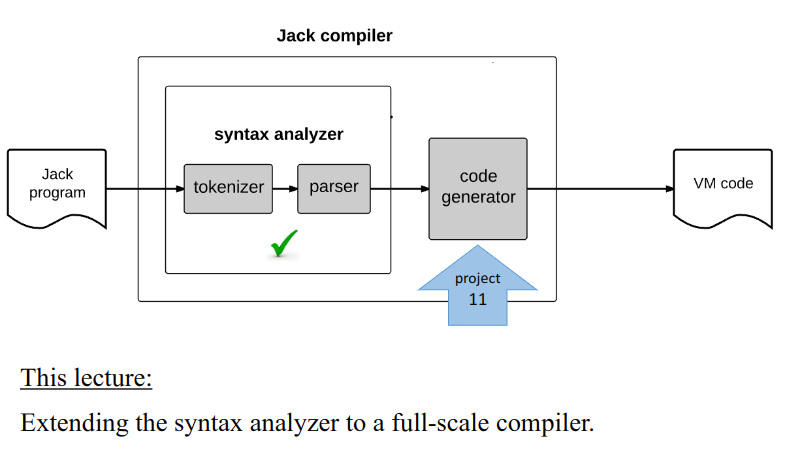 Jack compiler
syntax analyzer
Jack
program
tokenizer
parser
code
generator
VM code
project
11
This lecture:
Extending the syntax analyzer to a full-scale compiler.